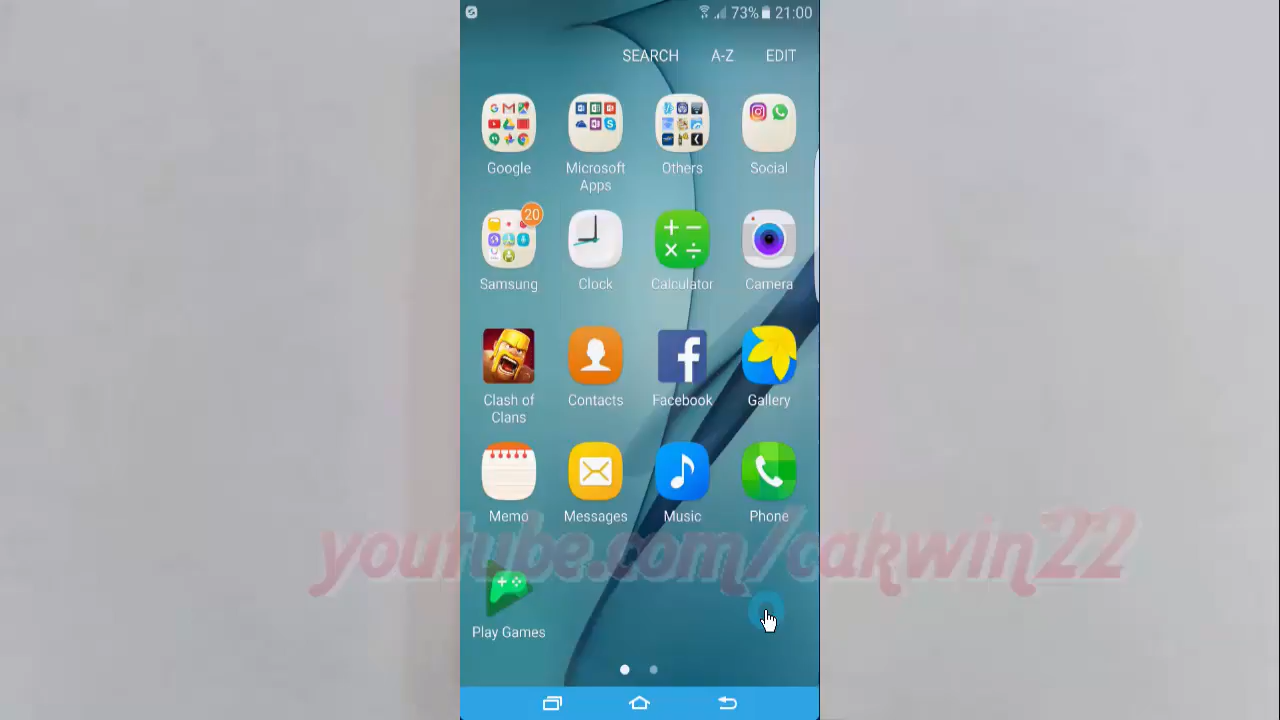 73% 21:00
SEARCH A-Z EDIT
Google Microsoft Apps Others Social
20
Samsung Clock Calculator Camera
Clash of Clans Contacts Facebook Gallery
Memo Messages Music Phone
youtube.com/cakwin22
Play Games